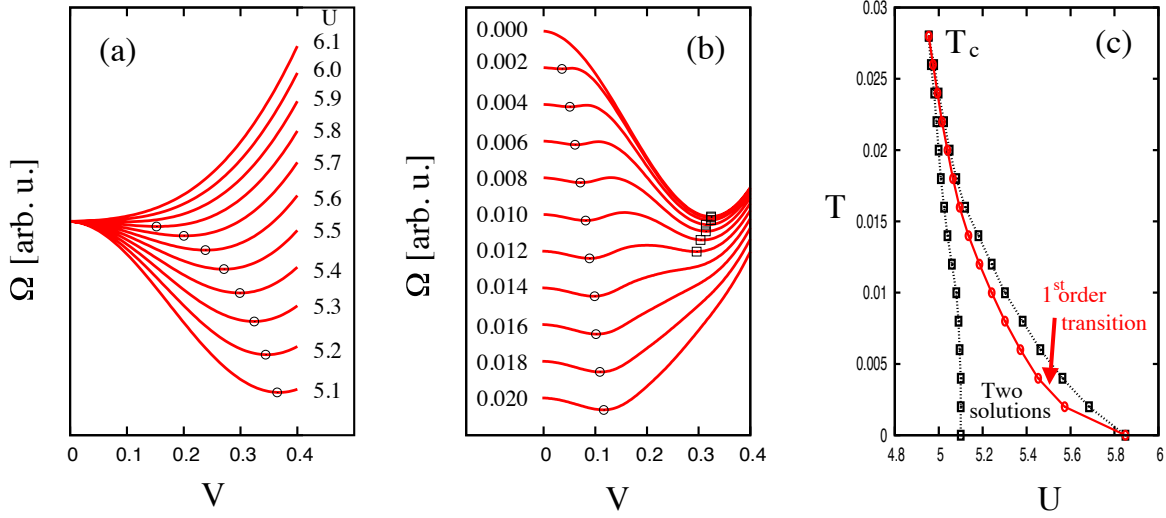 (a)
U
6.1
6.0
5.9
5.8
5.7
5.6
5.5
5.4
5.3
5.2
5.1
Ω [arb. u.]
0 0.1 0.2 0.3 0.4
V
(b)
0.000
0.002
0.004
0.006
0.008
0.010
0.012
0.014
0.016
0.018
0.020
Ω [arb. u.]
0 0.1 0.2 0.3 0.4
V
(c)
Tc
0.03
0.025
0.02
0.015
0.01
0.005
0
T
1st order
transition
Two
solutions
4.8 5 5.2 5.4 5.6 5.8 6
U